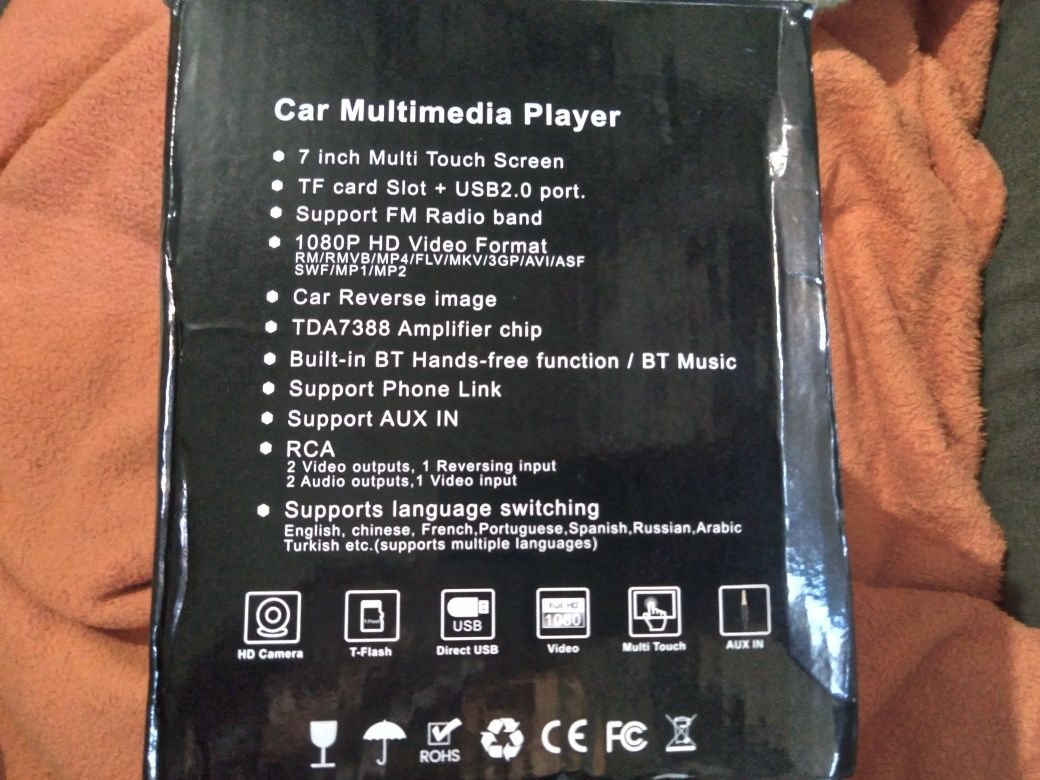 Car Multimedia Player
7 inch Multi Touch Screen
TF card Slot + USB2.0 port.
Support FM Radio band
1080P HD Video Format
RM/RMVB/MP4/FLV/MKV/3GP/AVI/ASF
SWF/MP1/MP2
Car Reverse image
TDA7388 Amplifier chip
Built-in BT Hands-free function / BT Music
Support Phone Link
Support AUX IN
RCA
2 Video outputs, 1 Reversing input
2 Audio outputs,1 Video input
Supports language switching
English, chinese, French,Portuguese,Spanish,Russian,Arabic
Turkish etc.(supports multiple languages)
T-Flash
USB
Full HD
1080
HD Camera
T-Flash
Direct USB
Video
Multi Touch
AUX IN
ROHS
CE
FC